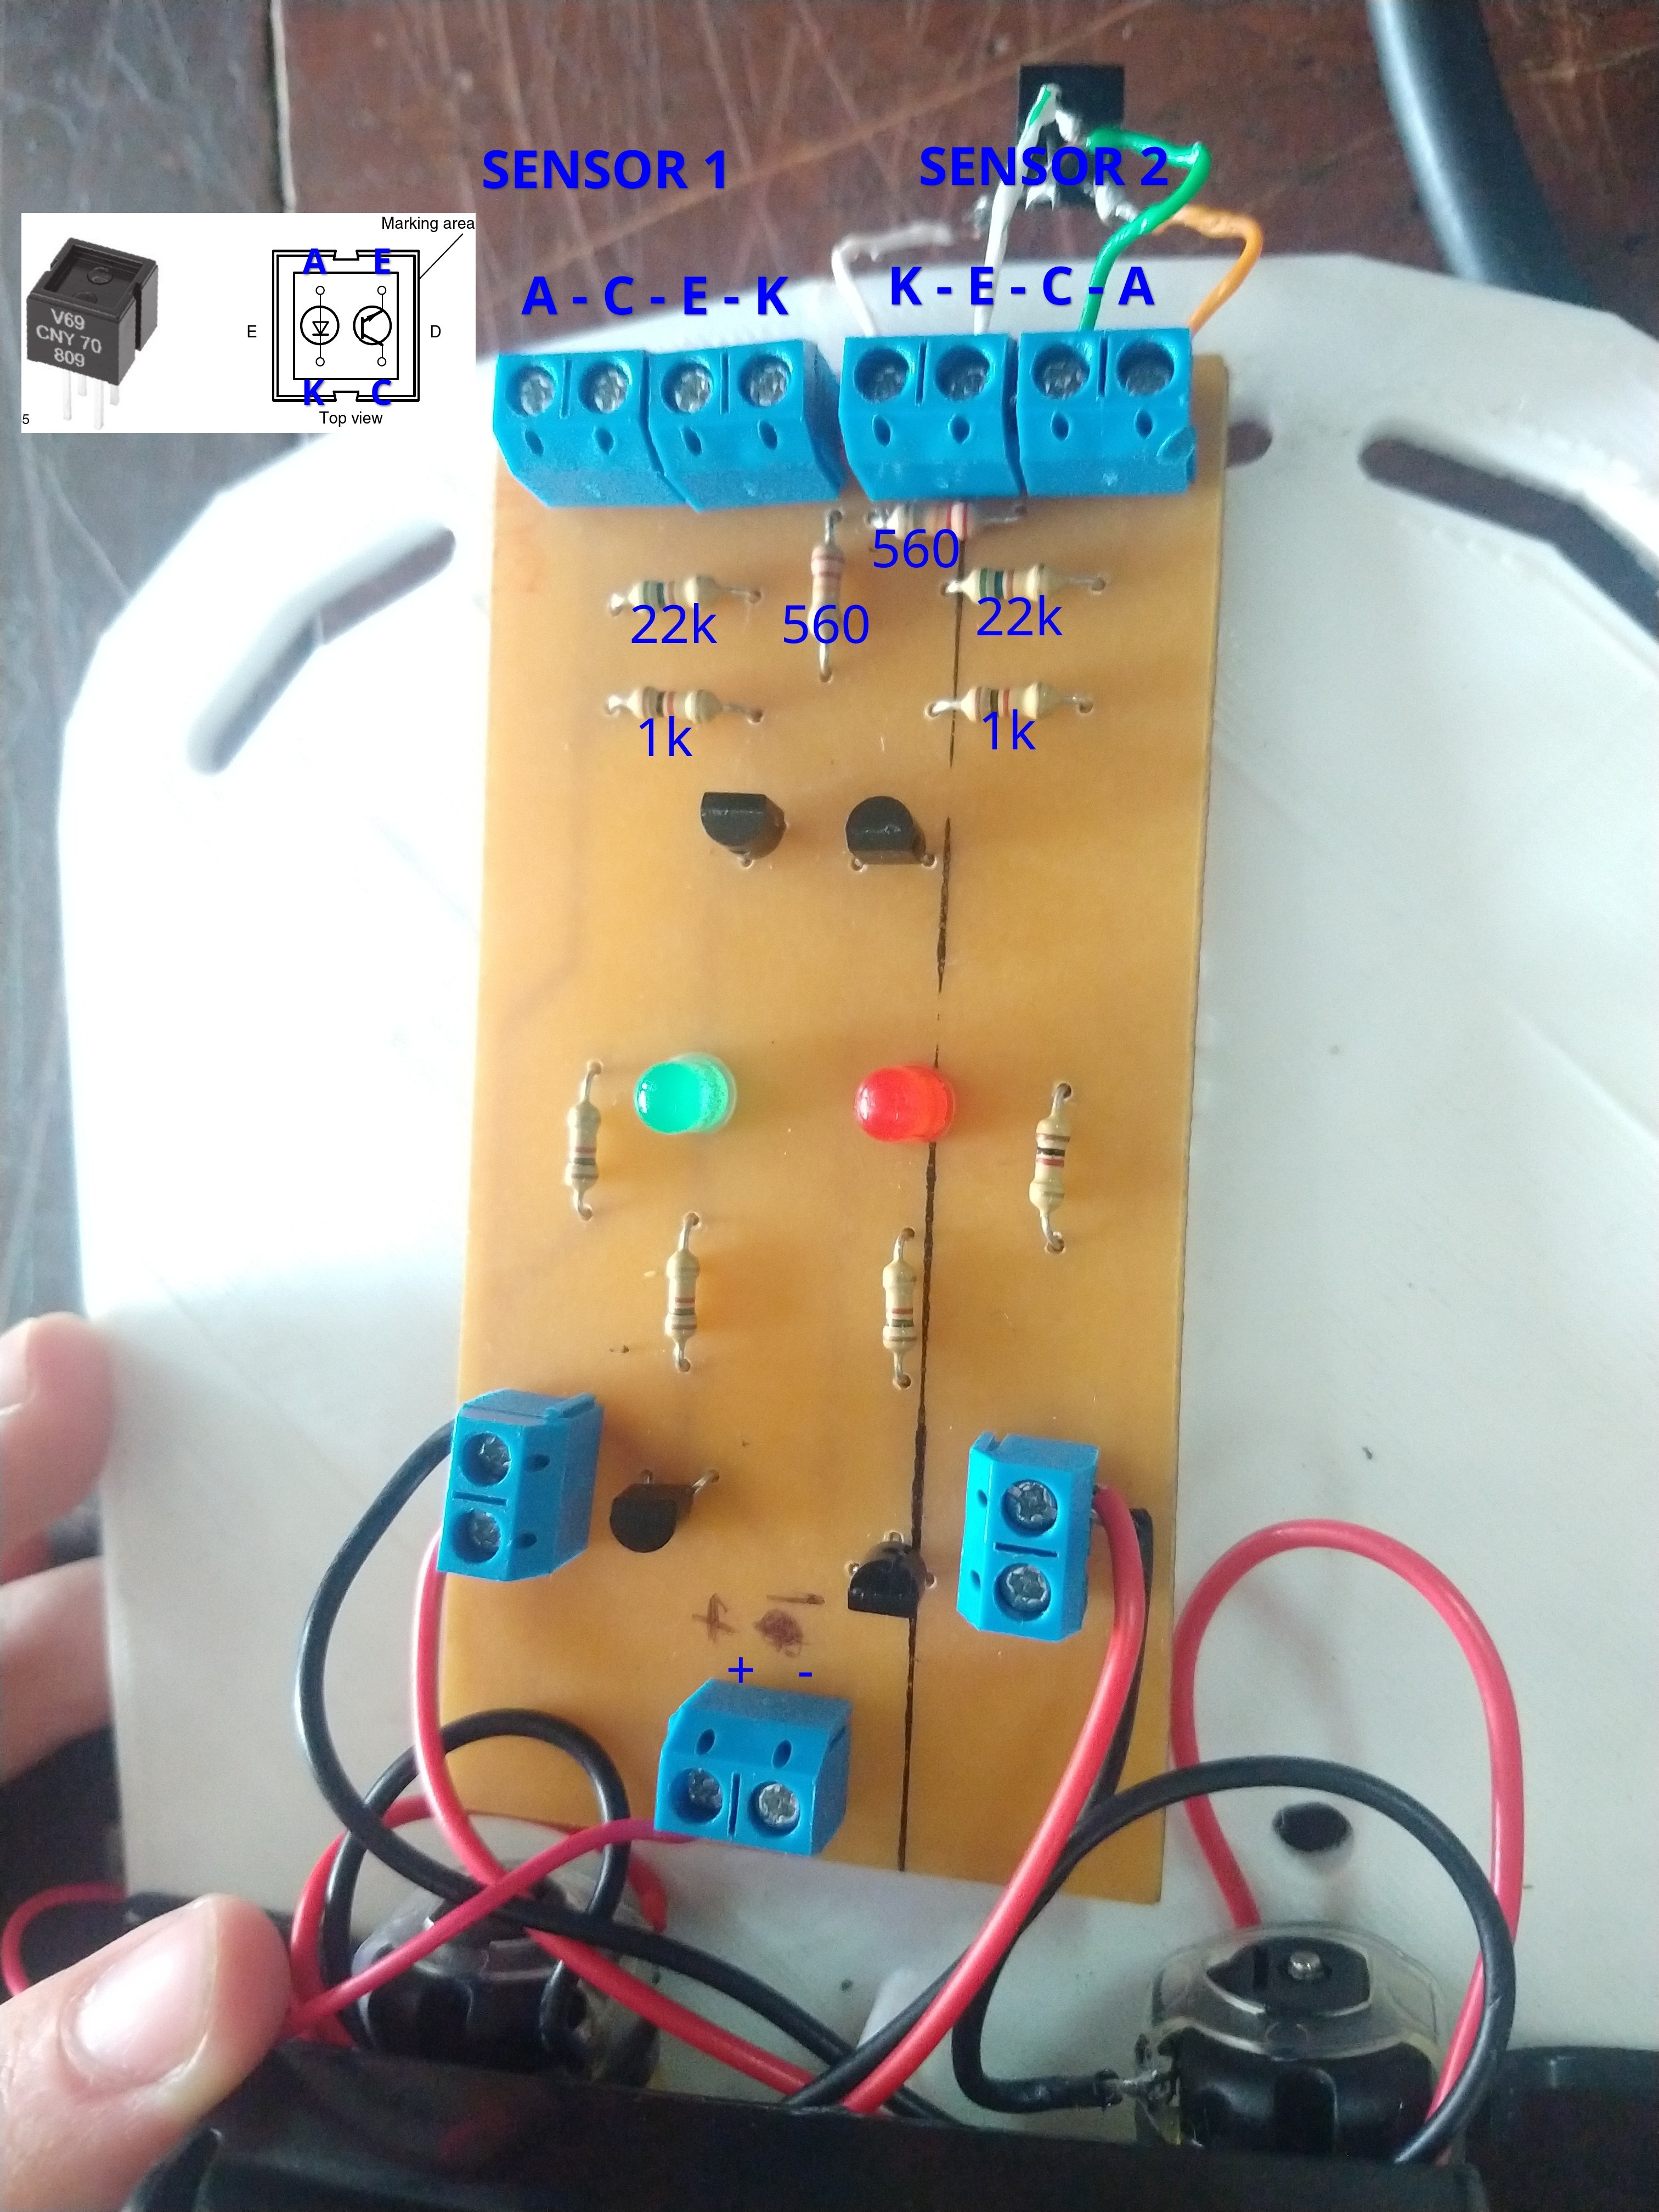 SENSOR 1
SENSOR 2
Marking area
A E
E D
K C
Top view
5
V69
CNY 70
809
A - C - E - K
K - E - C - A
560
22k
560
22k
1k
1k
+ -
+ -